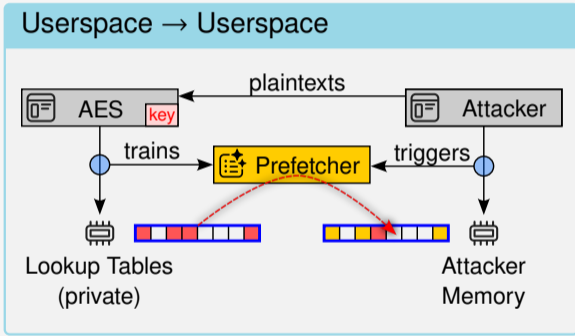 Userspace → Userspace
plaintexts
AES
key
Attacker
trains
Prefetcher
triggers
Lookup Tables
(private)
Attacker
Memory